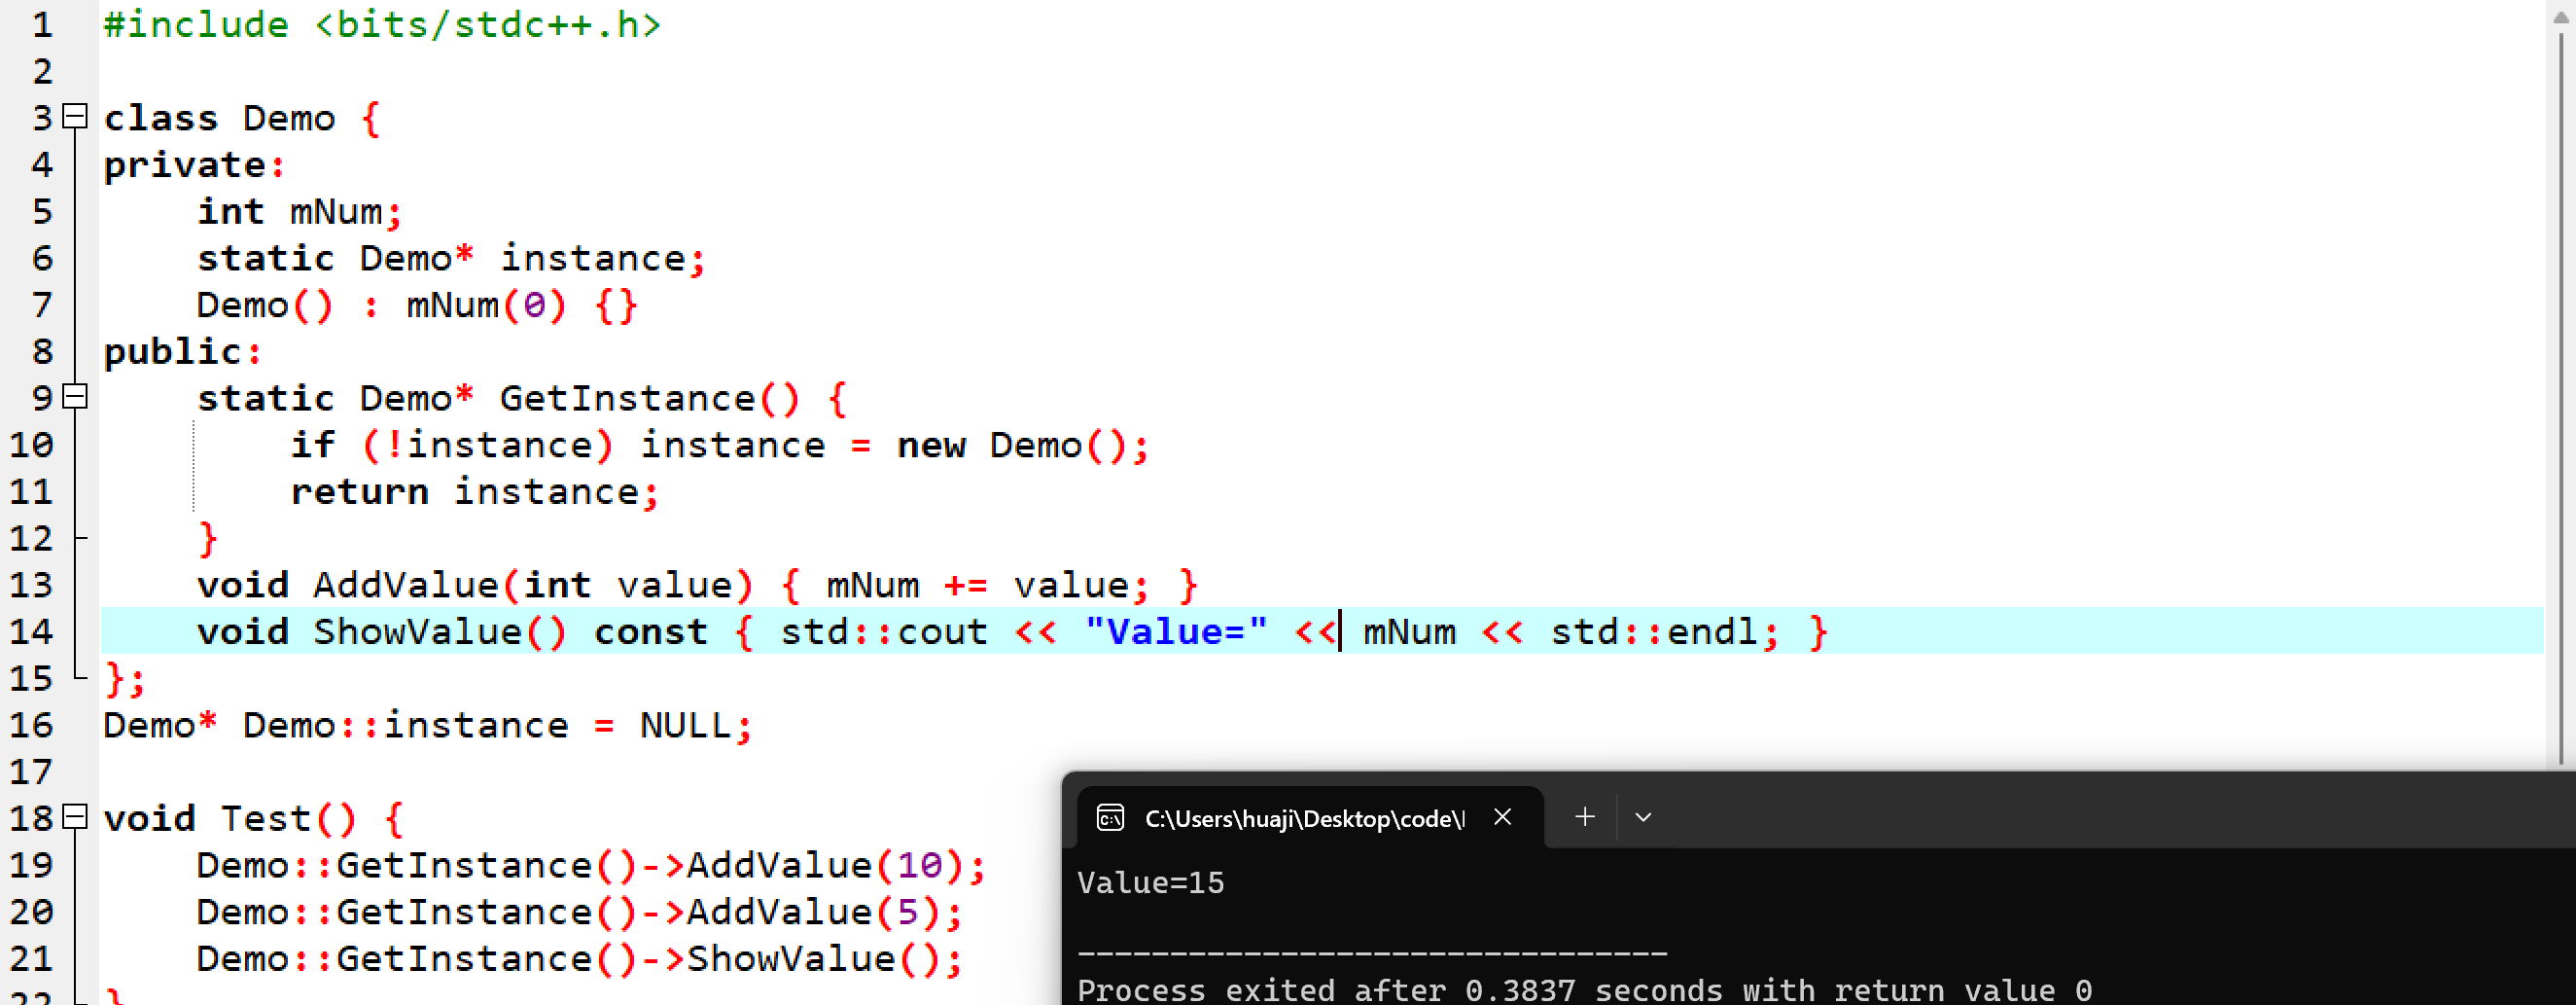 1 #include <bits/stdc++.h>
2
3 class Demo {
4 private:
5     int mNum;
6     static Demo* instance;
7     Demo() : mNum(0) {}
8 public:
9     static Demo* GetInstance() {
10         if (!instance) instance = new Demo();
11         return instance;
12     }
13     void AddValue(int value) { mNum += value; }
14     void ShowValue() const { std::cout << "Value=" << mNum << std::endl; }
15 };
16 Demo* Demo::instance = NULL;
17
18 void Test() {
19     Demo::GetInstance()->AddValue(10);
20     Demo::GetInstance()->AddValue(5);
21     Demo::GetInstance()->ShowValue();
22 }
C:\Users\huaji\Desktop\code\
Value=15
--------------------------------
Process exited after 0.3837 seconds with return value 0